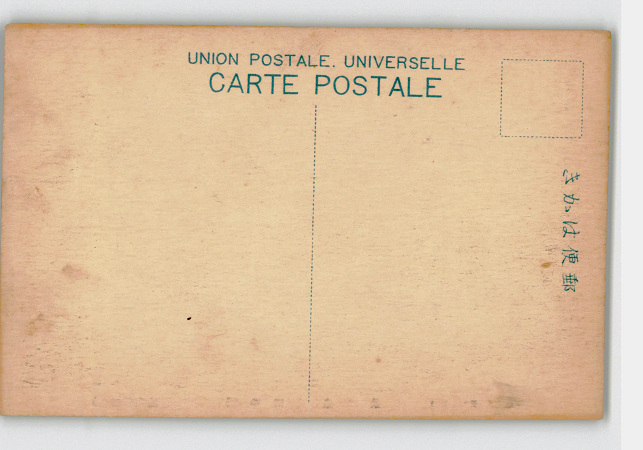 UNION POSTALE. UNIVERSELLE
CARTE POSTALE
きかは便郵